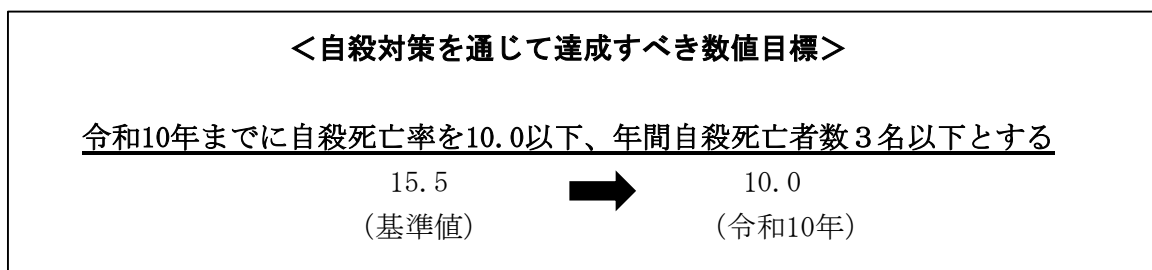 ＜自殺対策を通じて達成すべき数値目標＞
令和10年までに自殺死亡率を10.0以下、年間自殺死亡者数３名以下とする
15.5 10.0
（基準値） （令和10年）